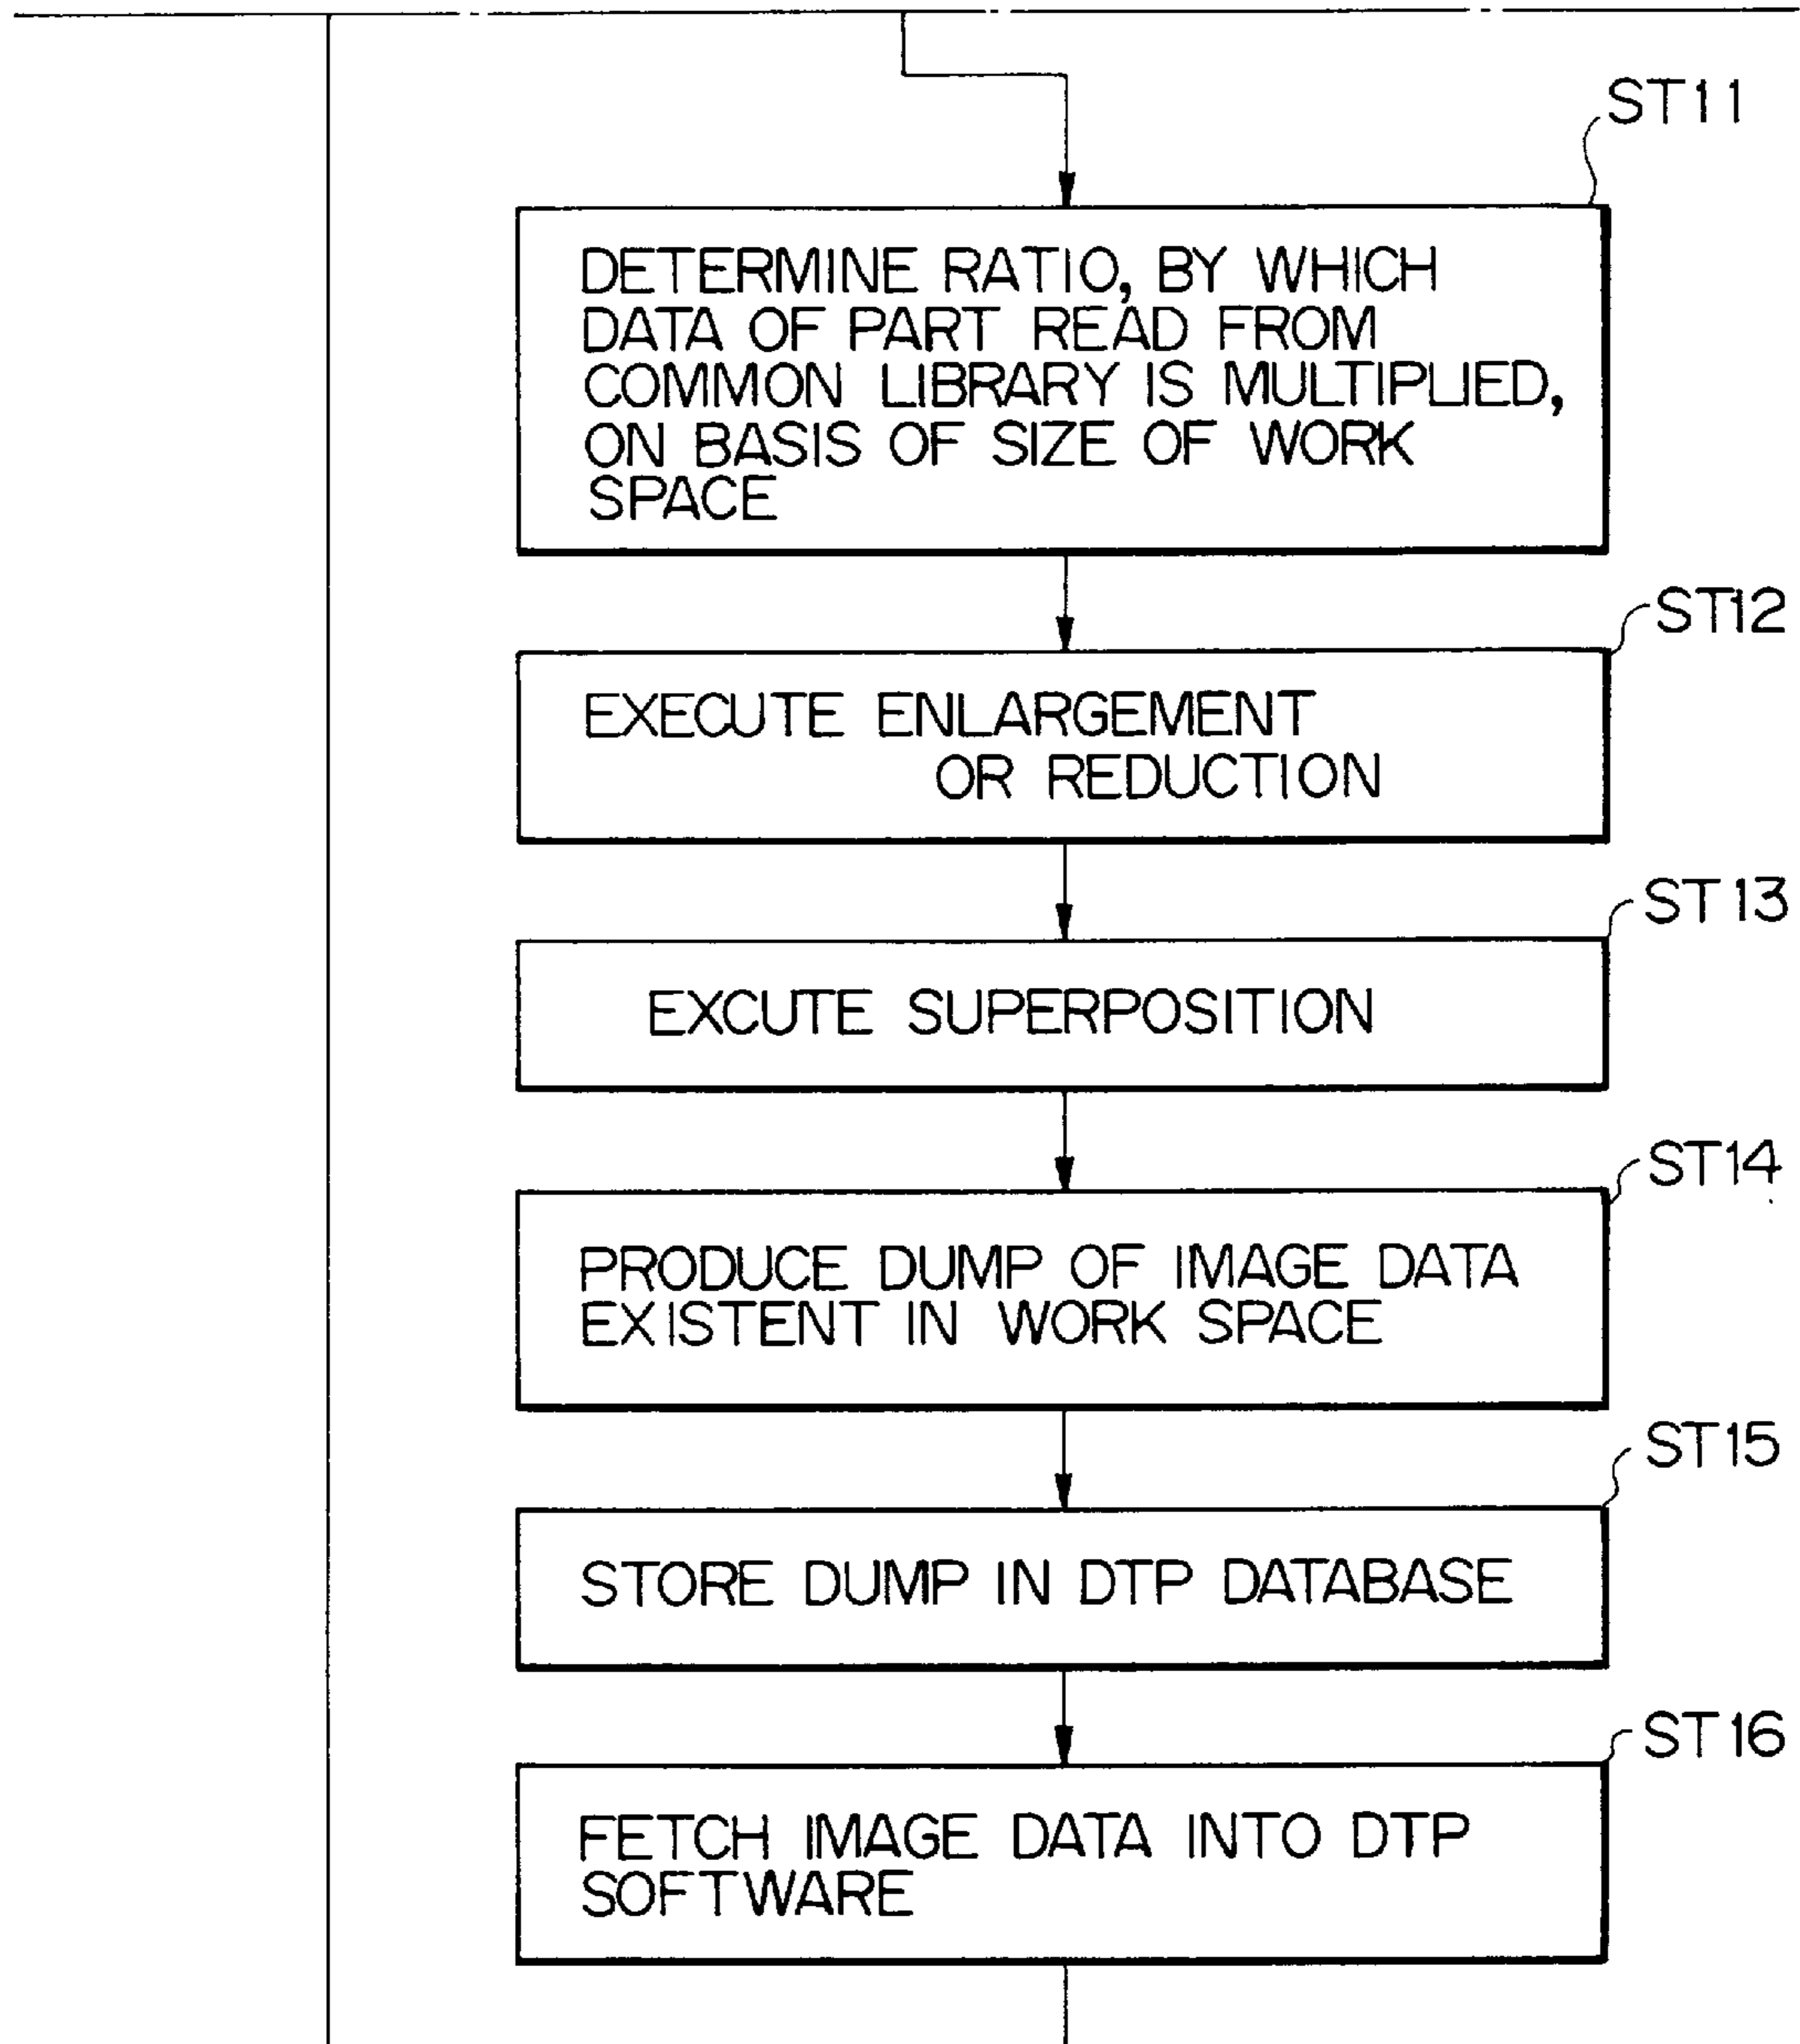 ST11
DETERMINE RATIO, BY WHICH
DATA OF PART READ FROM
COMMON LIBRARY IS MULTIPLIED,
ON BASIS OF SIZE OF WORK
SPACE
ST12
EXECUTE ENLARGEMENT
OR REDUCTION
ST13
EXCUTE SUPERPOSITION
ST14
PRODUCE DUMP OF IMAGE DATA
EXISTENT IN WORK SPACE
ST15
STORE DUMP IN DTP DATABASE
ST16
FETCH IMAGE DATA INTO DTP
SOFTWARE